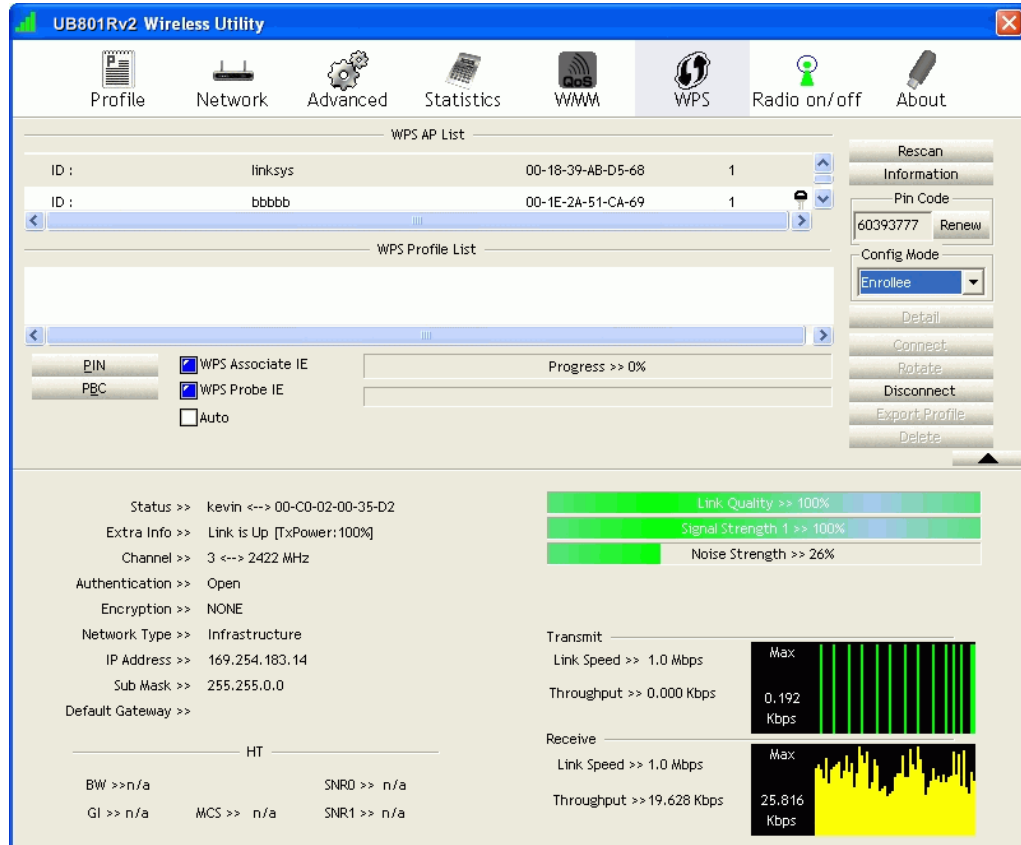 UB801Rv2 Wireless Utility
Profile Network Advanced Statistics QoS WMM WPS Radio on/off About
WPS AP List
ID : linksys 00-18-39-AB-D5-68 1
ID : bbbbb 00-1E-2A-51-CA-69 1
Rescan
Information
Pin Code
60393777 Renew
Config Mode
Enrollee
Detail
Connect
Rotate
Disconnect
Export Profile
Delete
WPS Profile List
PIN
PBC
WPS Associate IE
WPS Probe IE
Auto
Progress >> 0%
Status >> kevin <--> 00-C0-02-00-35-D2
Extra Info >> Link is Up [TxPower:100%]
Channel >> 3 <--> 2422 MHz
Authentication >> Open
Encryption >> NONE
Network Type >> Infrastructure
IP Address >> 169.254.183.14
Sub Mask >> 255.255.0.0
Default Gateway >>
HT
BW >>n/a SNR0 >> n/a
GI >> n/a MCS >> n/a SNR1 >> n/a
Link Quality >> 100%
Signal Strength 1 >> 100%
Noise Strength >> 26%
Transmit
Link Speed >> 1.0 Mbps
Throughput >> 0.000 Kbps
Max
0.192
Kbps
Receive
Link Speed >> 1.0 Mbps
Throughput >>19.628 Kbps
Max
25.816
Kbps